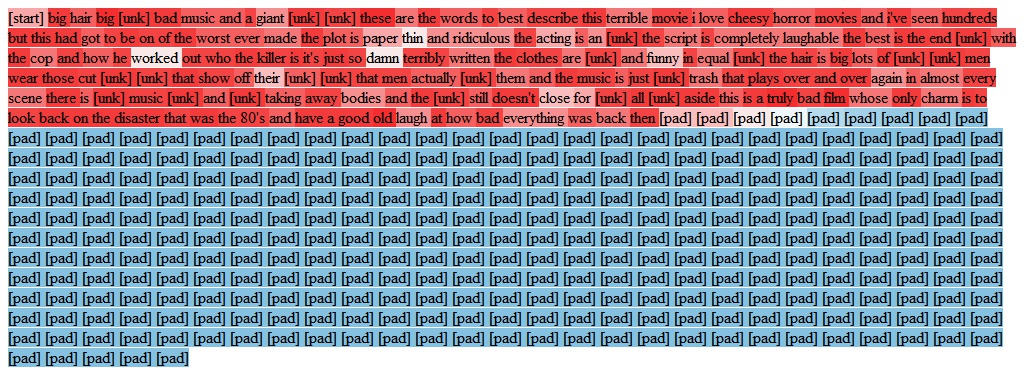 [start] big hair big [unk] bad music and a giant [unk] [unk] these are the words to best describe this terrible movie i love cheesy horror movies and i've seen hundreds
but this had got to be on of the worst ever made the plot is paper thin and ridiculous the acting is an [unk] the script is completely laughable the best is the end [unk] with
the cop and how he worked out who the killer is it's just so damn terribly written the clothes are [unk] and funny in equal [unk] the hair is big lots of [unk] [unk] men
wear those cut [unk] [unk] that show off their [unk] [unk] that men actually [unk] them and the music is just [unk] trash that plays over and over again in almost every
scene there is [unk] music [unk] and [unk] taking away bodies and the [unk] still doesn't close for [unk] all [unk] aside this is a truly bad film whose only charm is to
look back on the disaster that was the 80's and have a good old laugh at how bad everything was back then [pad] [pad] [pad] [pad] [pad] [pad] [pad] [pad] [pad]
[pad] [pad] [pad] [pad] [pad] [pad] [pad] [pad] [pad] [pad] [pad] [pad] [pad] [pad] [pad] [pad] [pad] [pad] [pad] [pad] [pad] [pad] [pad] [pad] [pad] [pad] [pad]
[pad] [pad] [pad] [pad] [pad] [pad] [pad] [pad] [pad] [pad] [pad] [pad] [pad] [pad] [pad] [pad] [pad] [pad] [pad] [pad] [pad] [pad] [pad] [pad] [pad] [pad] [pad]
[pad] [pad] [pad] [pad] [pad] [pad] [pad] [pad] [pad] [pad] [pad] [pad] [pad] [pad] [pad] [pad] [pad] [pad] [pad] [pad] [pad] [pad] [pad] [pad] [pad] [pad] [pad]
[pad] [pad] [pad] [pad] [pad] [pad] [pad] [pad] [pad] [pad] [pad] [pad] [pad] [pad] [pad] [pad] [pad] [pad] [pad] [pad] [pad] [pad] [pad] [pad] [pad] [pad] [pad]
[pad] [pad] [pad] [pad] [pad] [pad] [pad] [pad] [pad] [pad] [pad] [pad] [pad] [pad] [pad] [pad] [pad] [pad] [pad] [pad] [pad] [pad] [pad] [pad] [pad] [pad] [pad]
[pad] [pad] [pad] [pad] [pad] [pad] [pad] [pad] [pad] [pad] [pad] [pad] [pad] [pad] [pad] [pad] [pad] [pad] [pad] [pad] [pad] [pad] [pad] [pad] [pad] [pad] [pad]
[pad] [pad] [pad] [pad] [pad] [pad] [pad] [pad] [pad] [pad] [pad] [pad] [pad] [pad] [pad] [pad] [pad] [pad] [pad] [pad] [pad] [pad] [pad] [pad] [pad] [pad] [pad]
[pad] [pad] [pad] [pad] [pad] [pad] [pad] [pad] [pad] [pad] [pad] [pad] [pad] [pad] [pad] [pad] [pad] [pad] [pad] [pad] [pad] [pad] [pad] [pad] [pad] [pad] [pad]
[pad] [pad] [pad] [pad] [pad] [pad] [pad] [pad] [pad] [pad] [pad] [pad] [pad] [pad] [pad] [pad] [pad] [pad] [pad] [pad] [pad] [pad] [pad] [pad] [pad] [pad] [pad]
[pad] [pad] [pad] [pad] [pad] [pad] [pad] [pad] [pad] [pad] [pad] [pad] [pad] [pad] [pad] [pad] [pad] [pad] [pad] [pad] [pad] [pad] [pad] [pad] [pad] [pad] [pad]
[pad] [pad] [pad] [pad] [pad] [pad] [pad] [pad] [pad] [pad] [pad] [pad] [pad] [pad] [pad] [pad] [pad] [pad] [pad] [pad] [pad] [pad] [pad] [pad] [pad] [pad] [pad]
[pad] [pad] [pad] [pad] [pad]